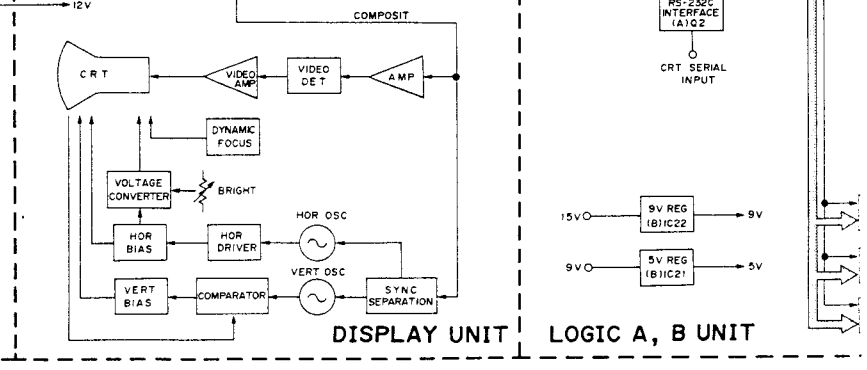 12V
COMPOSIT
RS-232C
INTERFACE
(A)Q2
CRT SERIAL
INPUT
CRT
VIDEO
AMP
VIDEO
DET
AMP
DYNAMIC
FOCUS
VOLTAGE
CONVERTER
BRIGHT
HOR OSC
HOR
BIAS
HOR
DRIVER
VERT OSC
VERT
BIAS
COMPARATOR
SYNC
SEPARATION
15V
9V REG
(B)IC22
9V
9V
5V REG
(B)IC21
5V
DISPLAY UNIT
LOGIC A, B UNIT